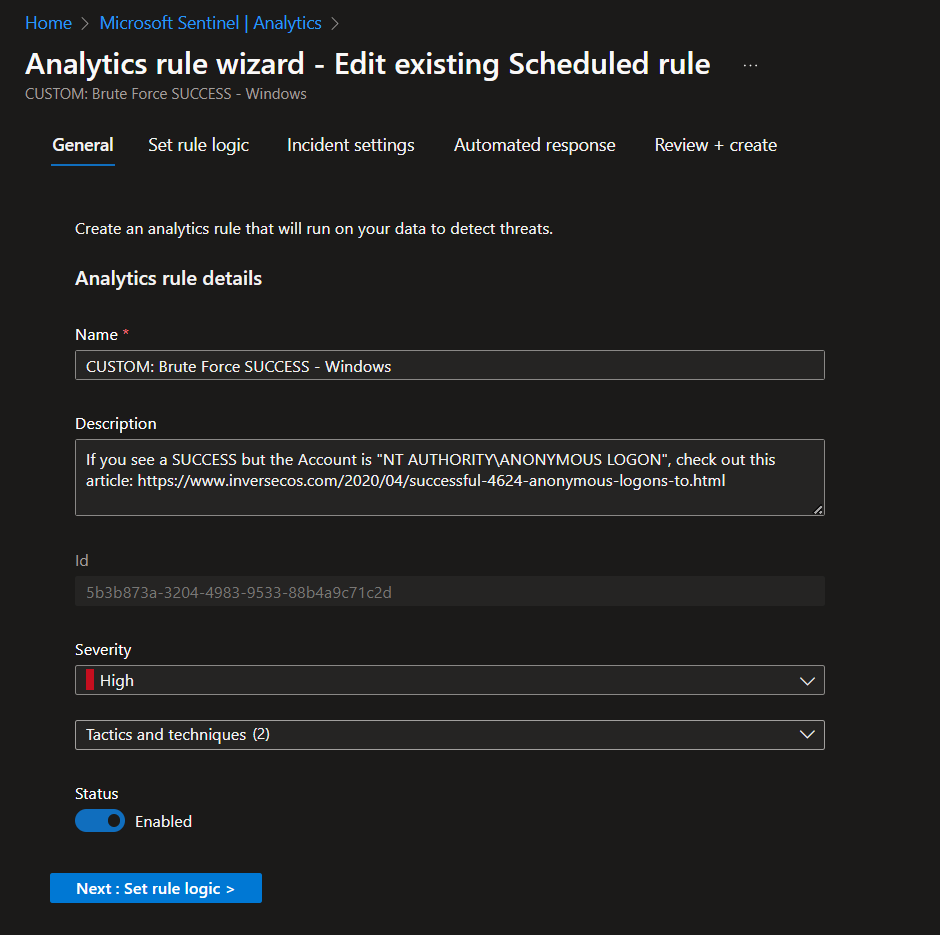 Home > Microsoft Sentinel | Analytics >
Analytics rule wizard - Edit existing Scheduled rule ...
CUSTOM: Brute Force SUCCESS - Windows
General Set rule logic Incident settings Automated response Review + create
Create an analytics rule that will run on your data to detect threats.
Analytics rule details
Name *
CUSTOM: Brute Force SUCCESS - Windows
Description
If you see a SUCCESS but the Account is "NT AUTHORITY\ANONYMOUS LOGON", check out this
article: https://www.inversecos.com/2020/04/successful-4624-anonymous-logons-to.html
Id
5b3b873a-3204-4983-9533-88b4a9c71c2d
Severity
High
Tactics and techniques (2)
Status
Enabled
Next : Set rule logic >